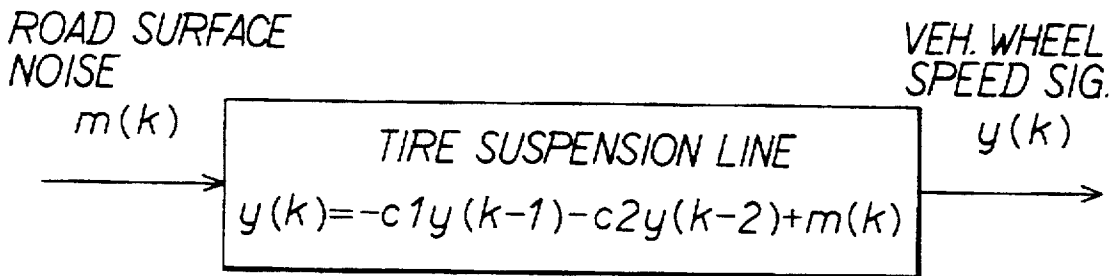 ROAD SURFACE
NOISE
m(k)
TIRE SUSPENSION LINE
y(k)=-c1y(k-1)-c2y(k-2)+m(k)
VEH. WHEEL
SPEED SIG.
y(k)